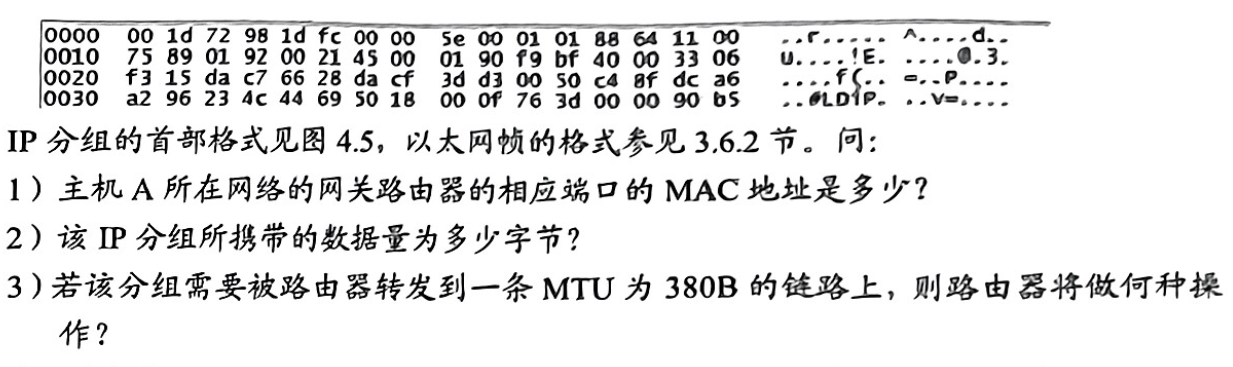 0000 00 1d 72 98 1d fc 00 00 5e 00 01 01 88 64 11 00 ..r..... ^....d..
0010 75 89 01 92 00 21 45 00 01 90 f9 bf 40 00 33 06 u....!E. ....@.3.
0020 f3 15 da c7 66 28 da cf 3d d3 00 50 c4 8f dc a6 ....f(.. =..P....
0030 a2 96 23 4c 44 69 50 18 00 0f 76 3d 00 00 90 b5 ..#LDiP. ..v=....
IP 分组的首部格式见图 4.5，以太网帧的格式参见 3.6.2 节。问：
1）主机 A 所在网络的网关路由器的相应端口的 MAC 地址是多少？
2）该 IP 分组所携带的数据量为多少字节？
3）若该分组需要被路由器转发到一条 MTU 为 380B 的链路上，则路由器将做何种操
作？